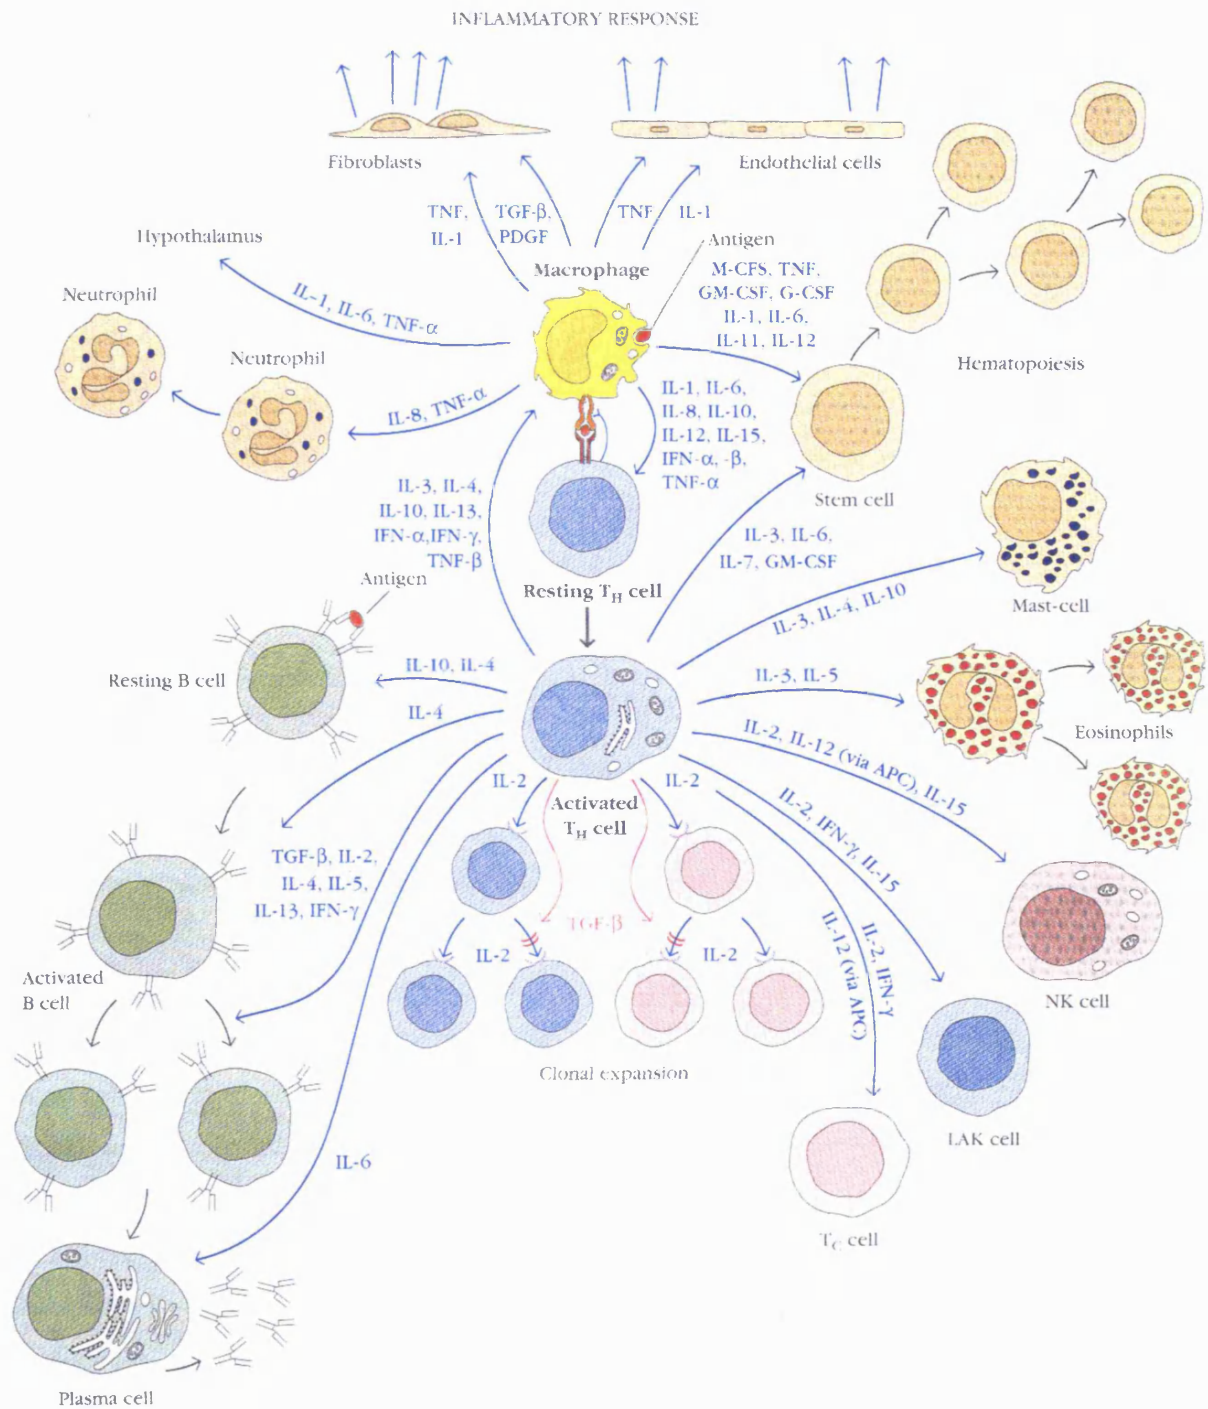 INFLAMMATORY RESPONSE
Fibroblasts
Endothelial cells
TNF,
IL-1
TGF-β,
PDGF
TNF
IL-1
Hypothalamus
Macrophage
Antigen
M-CFS, TNF,
GM-CSF, G-CSF
IL-1, IL-6,
IL-11, IL-12
Neutrophil
IL-1, IL-6, TNF-α
Neutrophil
Hematopoiesis
IL-8, TNF-α
IL-1, IL-6,
IL-8, IL-10,
IL-12, IL-15,
IFN-α, -β,
TNF-α
Stem cell
IL-3, IL-4,
IL-10, IL-13,
IFN-α,IFN-γ,
TNF-β
IL-3, IL-6,
IL-7, GM-CSF
Antigen
Resting TH cell
IL-3, IL-4, IL-10
Mast-cell
Resting B cell
IL-10, IL-4
IL-3, IL-5
IL-4
Eosinophils
IL-2, IL-12 (via APC), IL-15
IL-2
Activated
TH cell
IL-2
IL-2, IFN-γ, IL-15
TGF-β, IL-2,
IL-4, IL-5,
IL-13, IFN-γ
TGF-β
IL-2, IFN-γ
IL-12 (via APC)
IL-2
IL-2
Activated
B cell
NK cell
Clonal expansion
LAK cell
IL-6
TC cell
Plasma cell